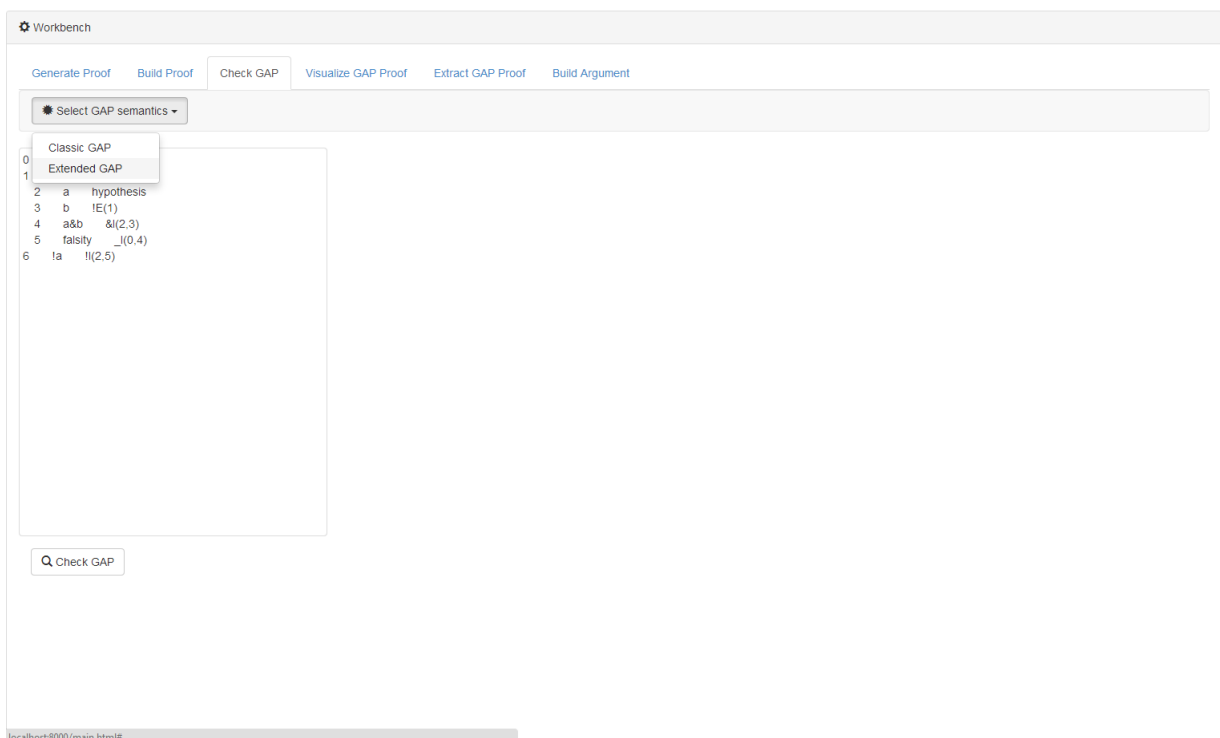 Workbench
Generate Proof Build Proof Check GAP Visualize GAP Proof Extract GAP Proof Build Argument
Select GAP semantics
Classic GAP
Extended GAP
0
1
2 a hypothesis
3 b !E(1)
4 a&b &I(2,3)
5 falsity _I(0,4)
6 !a !I(2,5)
Check GAP
localhost:8000/main.html#